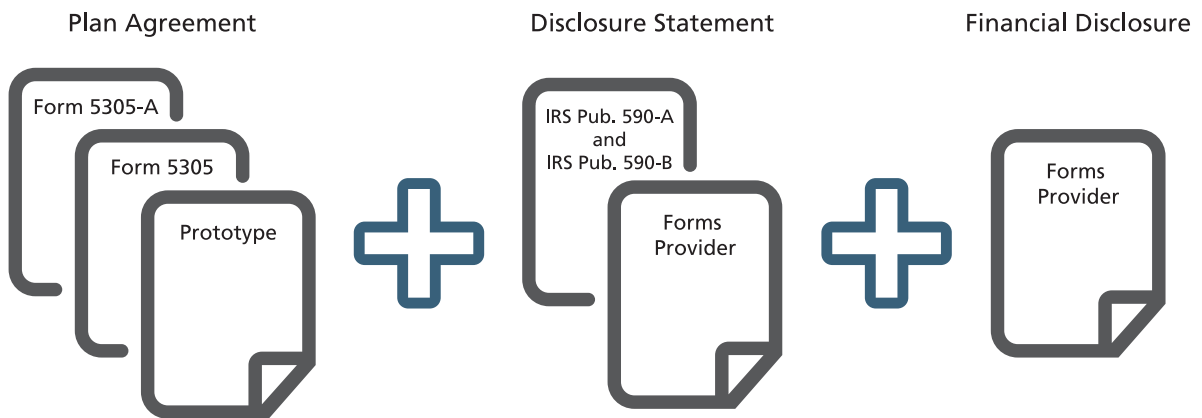 Plan Agreement
Disclosure Statement
Financial Disclosure
Form 5305-A
Form 5305
Prototype
IRS Pub. 590-A
and
IRS Pub. 590-B
Forms
Provider
Forms
Provider